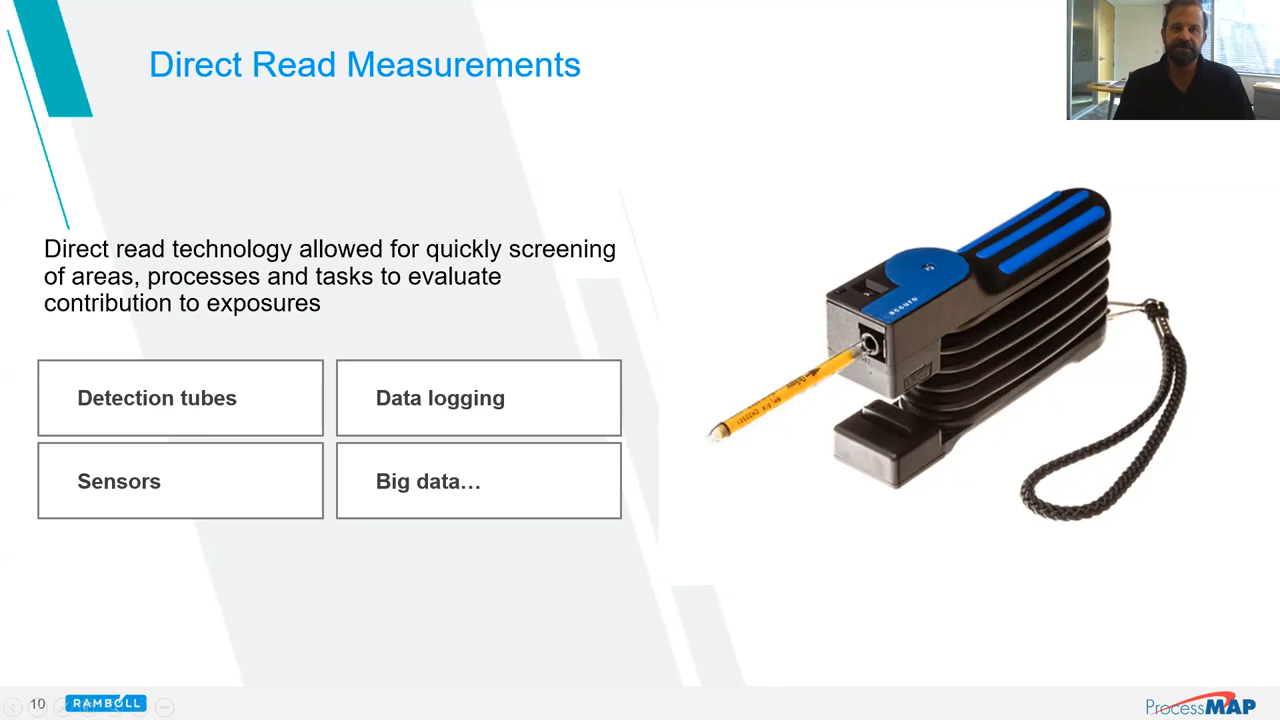 Direct Read Measurements
Direct read technology allowed for quickly screening
of areas, processes and tasks to evaluate
contribution to exposures
Detection tubes
Data logging
Sensors
Big data…
accuro
10
RAMBOLL
ProcessMAP